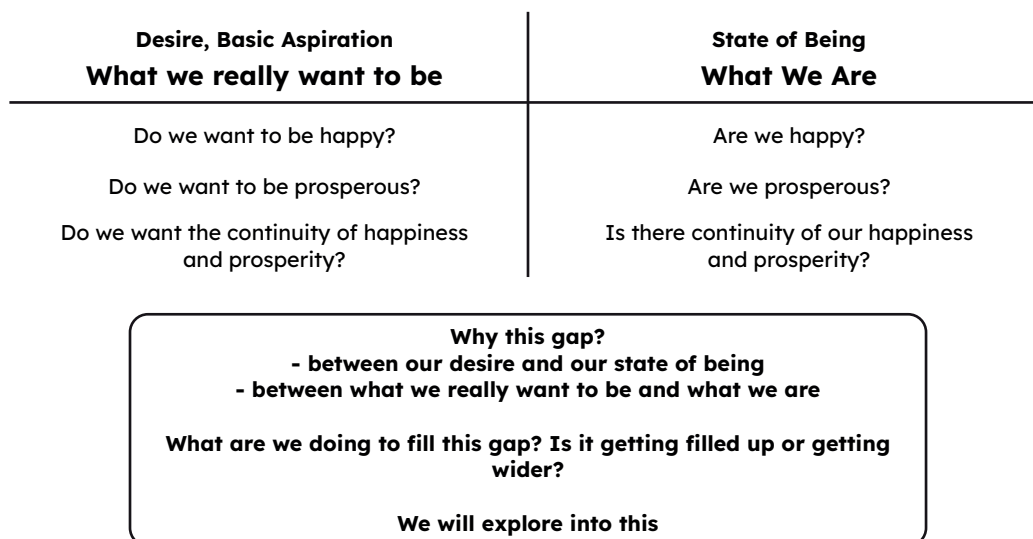 Desire, Basic Aspiration
What we really want to be
State of Being
What We Are
Do we want to be happy?
Are we happy?
Do we want to be prosperous?
Are we prosperous?
Do we want the continuity of happiness
and prosperity?
Is there continuity of our happiness
and prosperity?
Why this gap?
- between our desire and our state of being
- between what we really want to be and what we are
What are we doing to fill this gap? Is it getting filled up or getting
wider?
We will explore into this